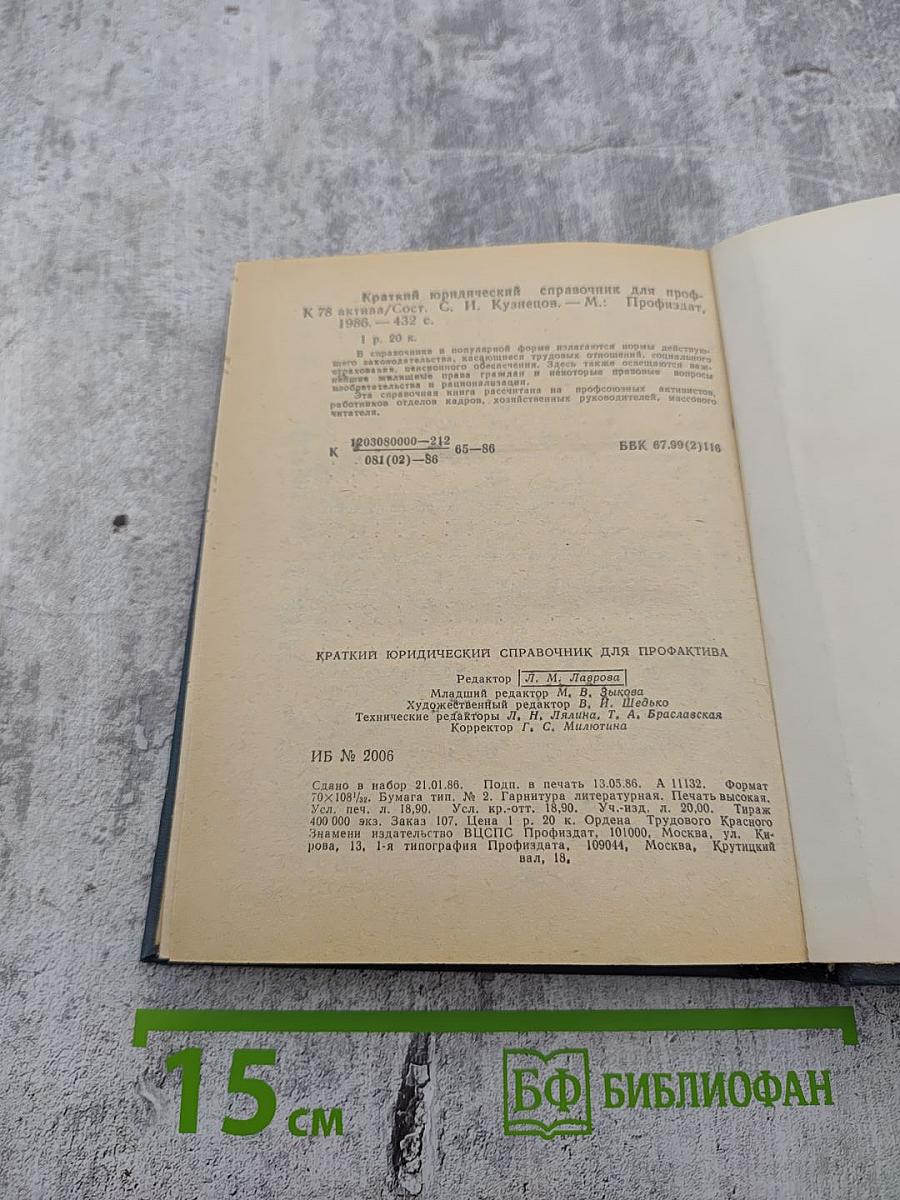 Краткий юридический справочник для проф-
К 78 актива/Сост. С. И. Кузнецов. — М.: Профиздат,
1986. — 432 с.
1 р. 20 к.
В справочнике в популярной форме излагаются нормы действую-
щего законодательства, касающиеся трудовых отношений, социального
страхования, пенсионного обеспечения. Здесь также освещаются важ-
нейшие жилищные права граждан и некоторые правовые вопросы
изобретательства и рационализации.
Эта справочная книга рассчитана на профсоюзных активистов,
работников отделов кадров, хозяйственных руководителей, массового
читателя.
К 1203080000—212 / 081(02)—86 65—86 ББК 67.99(2)116
КРАТКИЙ ЮРИДИЧЕСКИЙ СПРАВОЧНИК ДЛЯ ПРОФАКТИВА
Редактор Л. М. Лаврова
Младший редактор М. В. Зыкова
Художественный редактор В. И. Шедько
Технические редакторы Л. Н. Лялина, Т. А. Браславская
Корректор Г. С. Милютина
ИБ № 2006
Сдано в набор 21.01.86. Подп. в печать 13.05.86. А 11132. Формат
70×108¹/₃₂. Бумага тип. № 2. Гарнитура литературная. Печать высокая.
Усл. печ. л. 18,90. Усл. кр.-отт. 18,90. Уч.-изд. л. 20,00. Тираж
400 000 экз. Заказ 107. Цена 1 р. 20 к. Ордена Трудового Красного
Знамени издательство ВЦСПС Профиздат, 101000, Москва, ул. Ки-
рова, 13. 1-я типография Профиздата, 109044, Москва, Крутицкий
вал, 18.
15 см
БФ БИБЛИОФАН